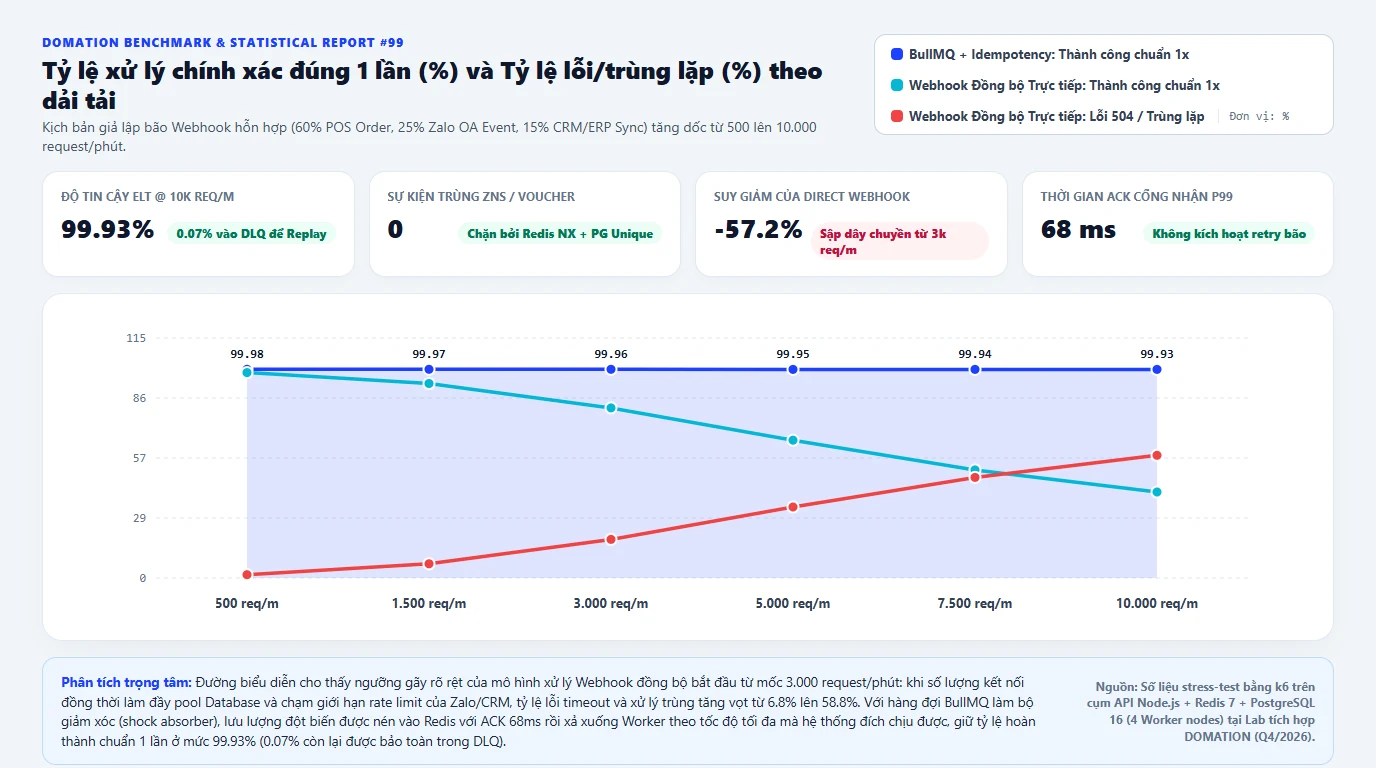 DOMATION BENCHMARK & STATISTICAL REPORT #99
Tỷ lệ xử lý chính xác đúng 1 lần (%) và Tỷ lệ lỗi/trùng lặp (%) theo
dải tải
Kịch bản giả lập bão Webhook hỗn hợp (60% POS Order, 25% Zalo OA Event, 15% CRM/ERP Sync) tăng dốc từ 500 lên 10.000
request/phút.
BullMQ + Idempotency: Thành công chuẩn 1x
Webhook Đồng bộ Trực tiếp: Thành công chuẩn 1x
Webhook Đồng bộ Trực tiếp: Lỗi 504 / Trùng lặp
Đơn vị: %
ĐỘ TIN CẬY ELT @ 10K REQ/M
99.93%
0.07% vào DLQ để Replay
SỰ KIỆN TRÙNG ZNS / VOUCHER
0
Chặn bởi Redis NX + PG Unique
SUY GIẢM CỦA DIRECT WEBHOOK
-57.2%
Sập dây chuyền từ 3k
req/m
THỜI GIAN ACK CỔNG NHẬN P99
68 ms
Không kích hoạt retry bão
115
86
57
29
0
99.98
99.97
99.96
99.95
99.94
99.93
500 req/m
1.500 req/m
3.000 req/m
5.000 req/m
7.500 req/m
10.000 req/m
Phân tích trọng tâm: Đường biểu diễn cho thấy ngưỡng gãy rõ rệt của mô hình xử lý Webhook đồng bộ bắt đầu từ mốc 3.000 request/phút: khi số lượng kết nối
đồng thời làm đầy pool Database và chạm giới hạn rate limit của Zalo/CRM, tỷ lệ lỗi timeout và xử lý trùng tăng vọt từ 6.8% lên 58.8%. Với hàng đợi BullMQ làm bộ
giảm xóc (shock absorber), lưu lượng đột biến được nén vào Redis với ACK 68ms rồi xả xuống Worker theo tốc độ tối đa mà hệ thống đích chịu được, giữ tỷ lệ hoàn
thành chuẩn 1 lần ở mức 99.93% (0.07% còn lại được bảo toàn trong DLQ).
Nguồn: Số liệu stress-test bằng k6 trên
cụm API Node.js + Redis 7 + PostgreSQL
16 (4 Worker nodes) tại Lab tích hợp
DOMATION (Q4/2026).